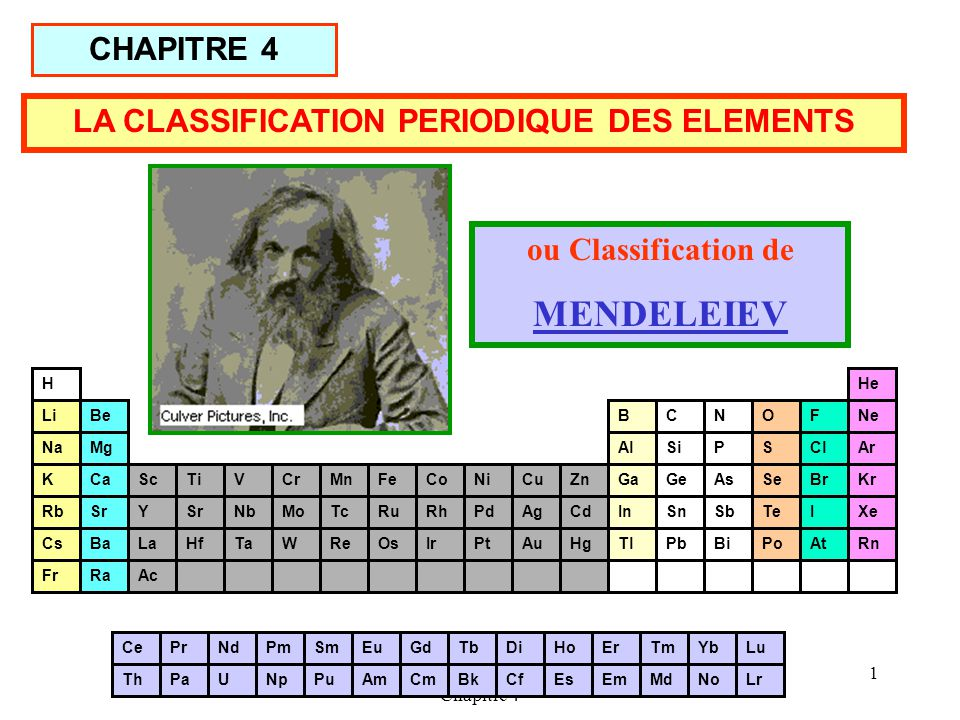 CHAPITRE 4
LA CLASSIFICATION PERIODIQUE DES ELEMENTS
ou Classification de
MENDELEIEV
Culver Pictures, Inc.
H He
Li Be B C N O F Ne
Na Mg Al Si P S Cl Ar
K Ca Sc Ti V Cr Mn Fe Co Ni Cu Zn Ga Ge As Se Br Kr
Rb Sr Y Sr Nb Mo Tc Ru Rh Pd Ag Cd In Sn Sb Te I Xe
Cs Ba La Hf Ta W Re Os Ir Pt Au Hg Tl Pb Bi Po At Rn
Fr Ra Ac
Ce Pr Nd Pm Sm Eu Gd Tb Di Ho Er Tm Yb Lu
Th Pa U Np Pu Am Cm Bk Cf Es Em Md No Lr
1